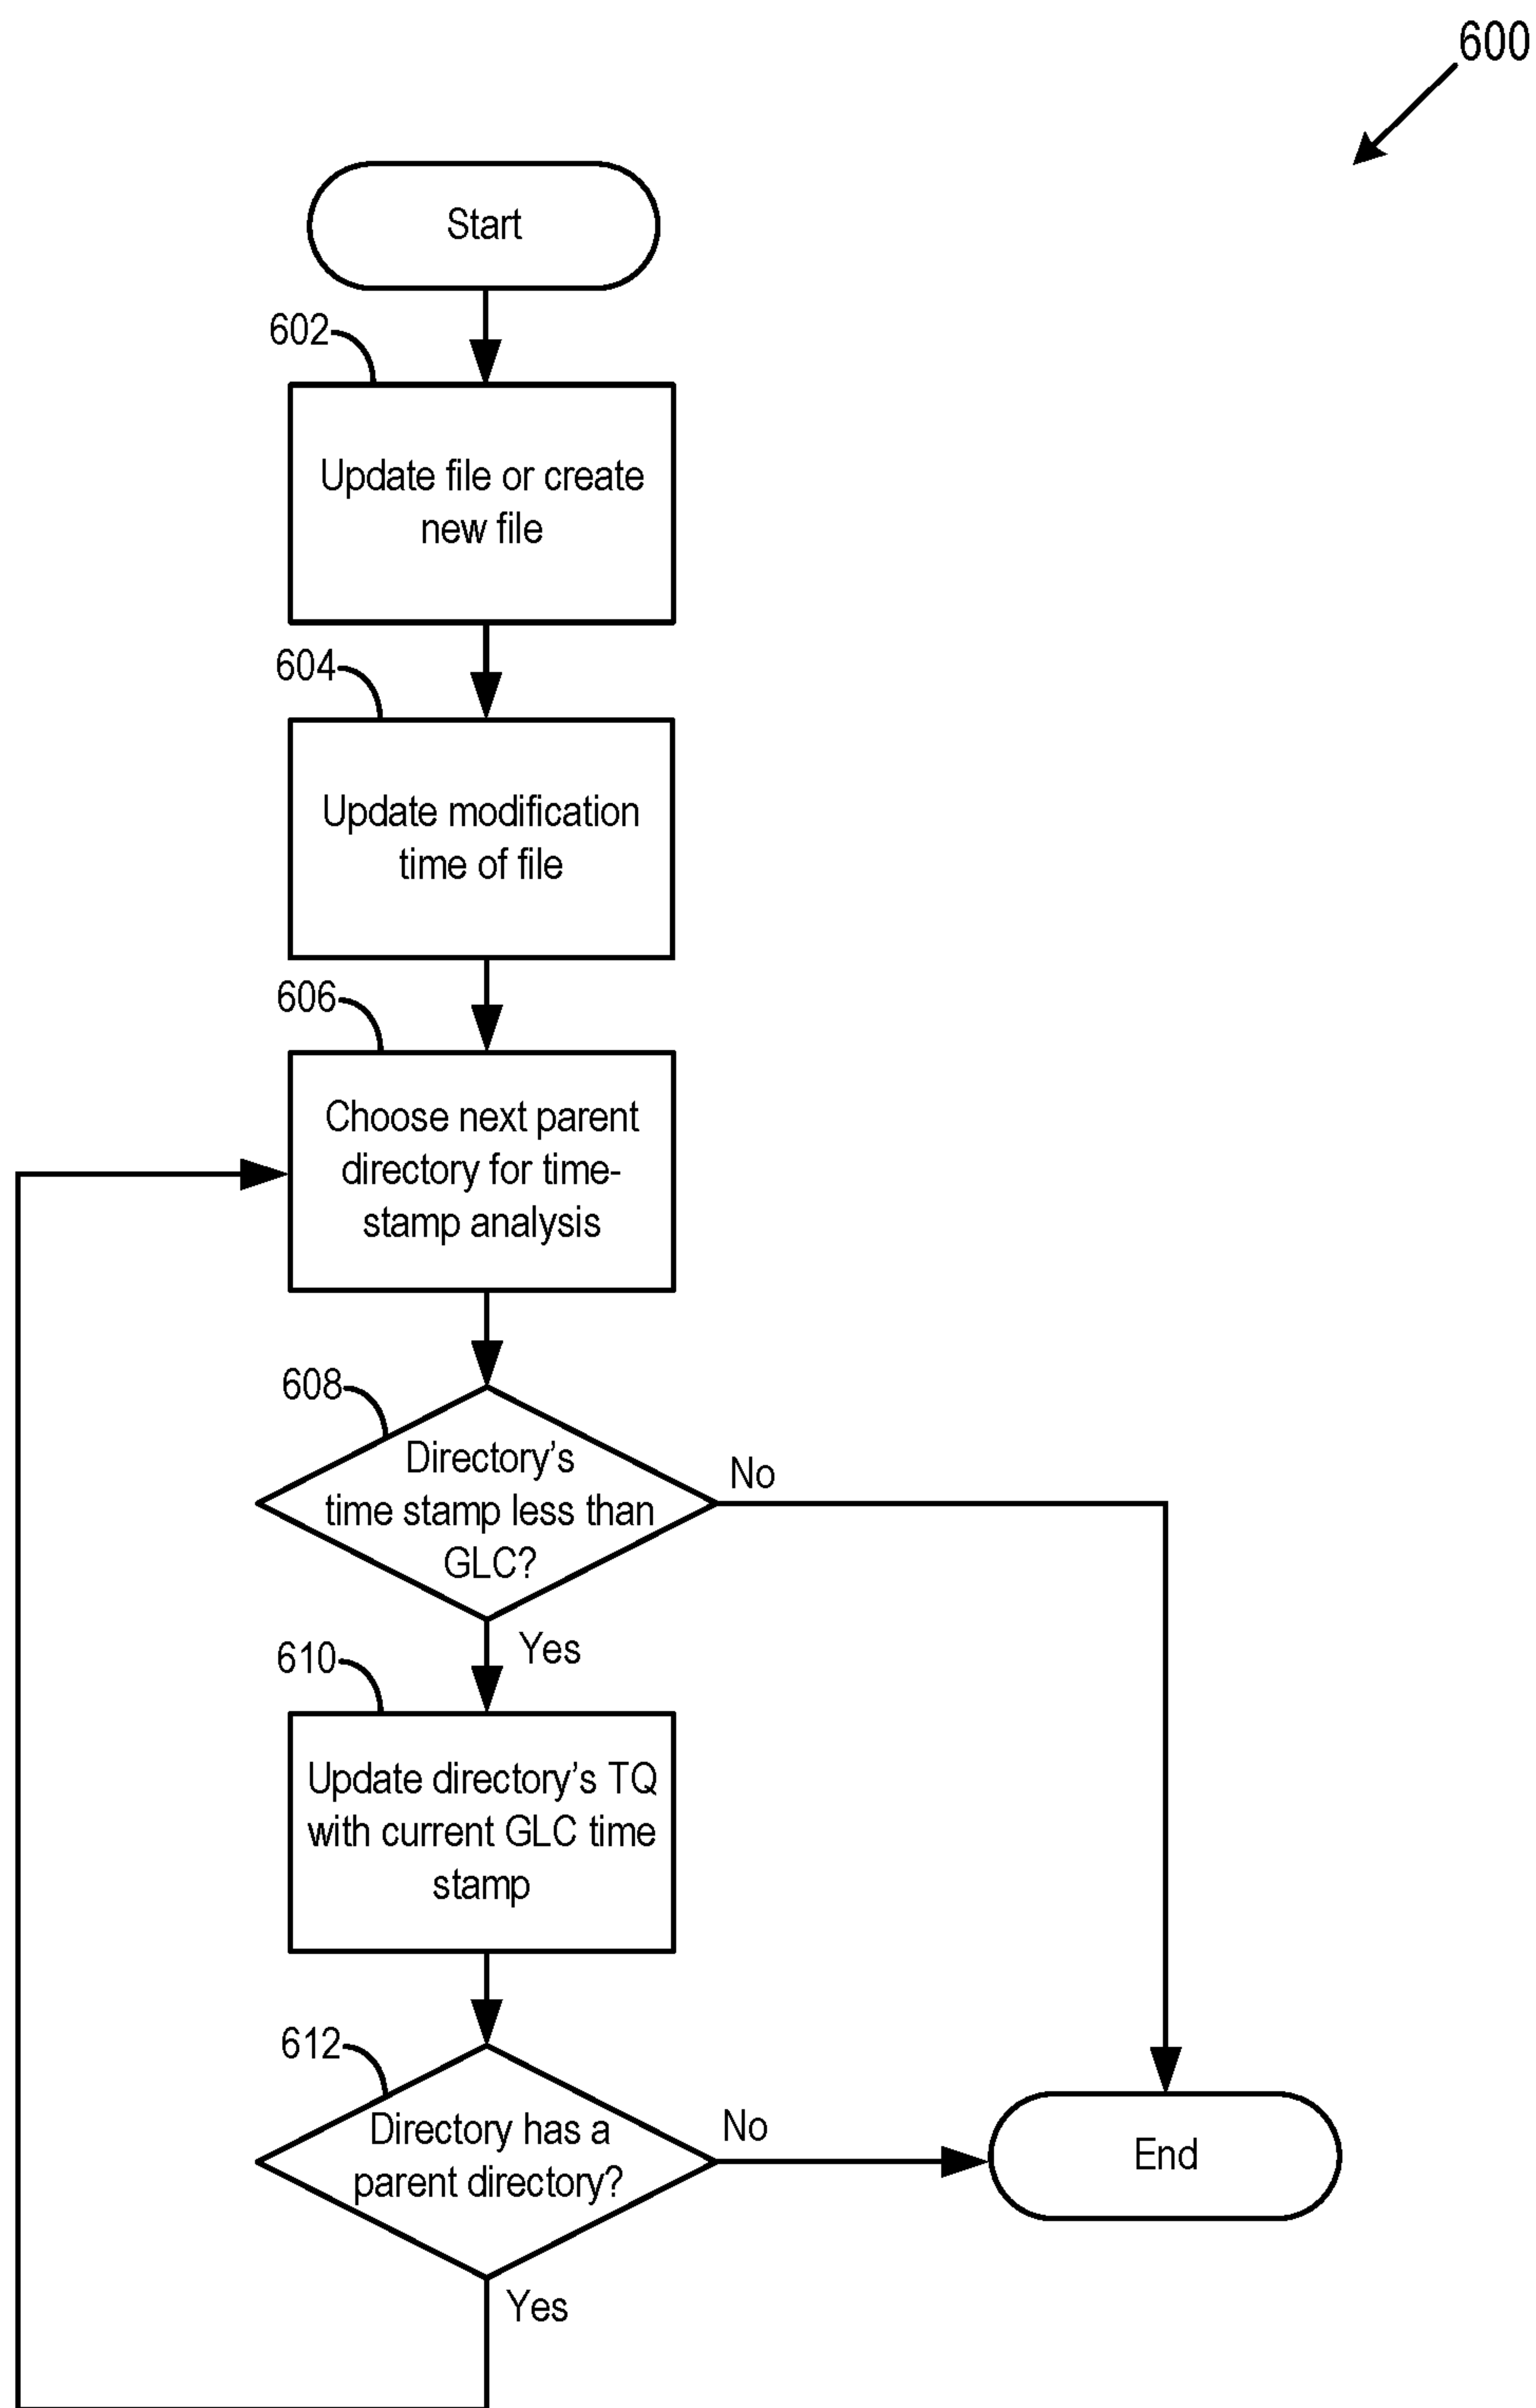 600
Start
602
Update file or create
new file
604
Update modification
time of file
606
Choose next parent
directory for time-
stamp analysis
608
Directory’s
time stamp less than
GLC?
No
Yes
610
Update directory’s TQ
with current GLC time
stamp
612
Directory has a
parent directory?
No
End
Yes